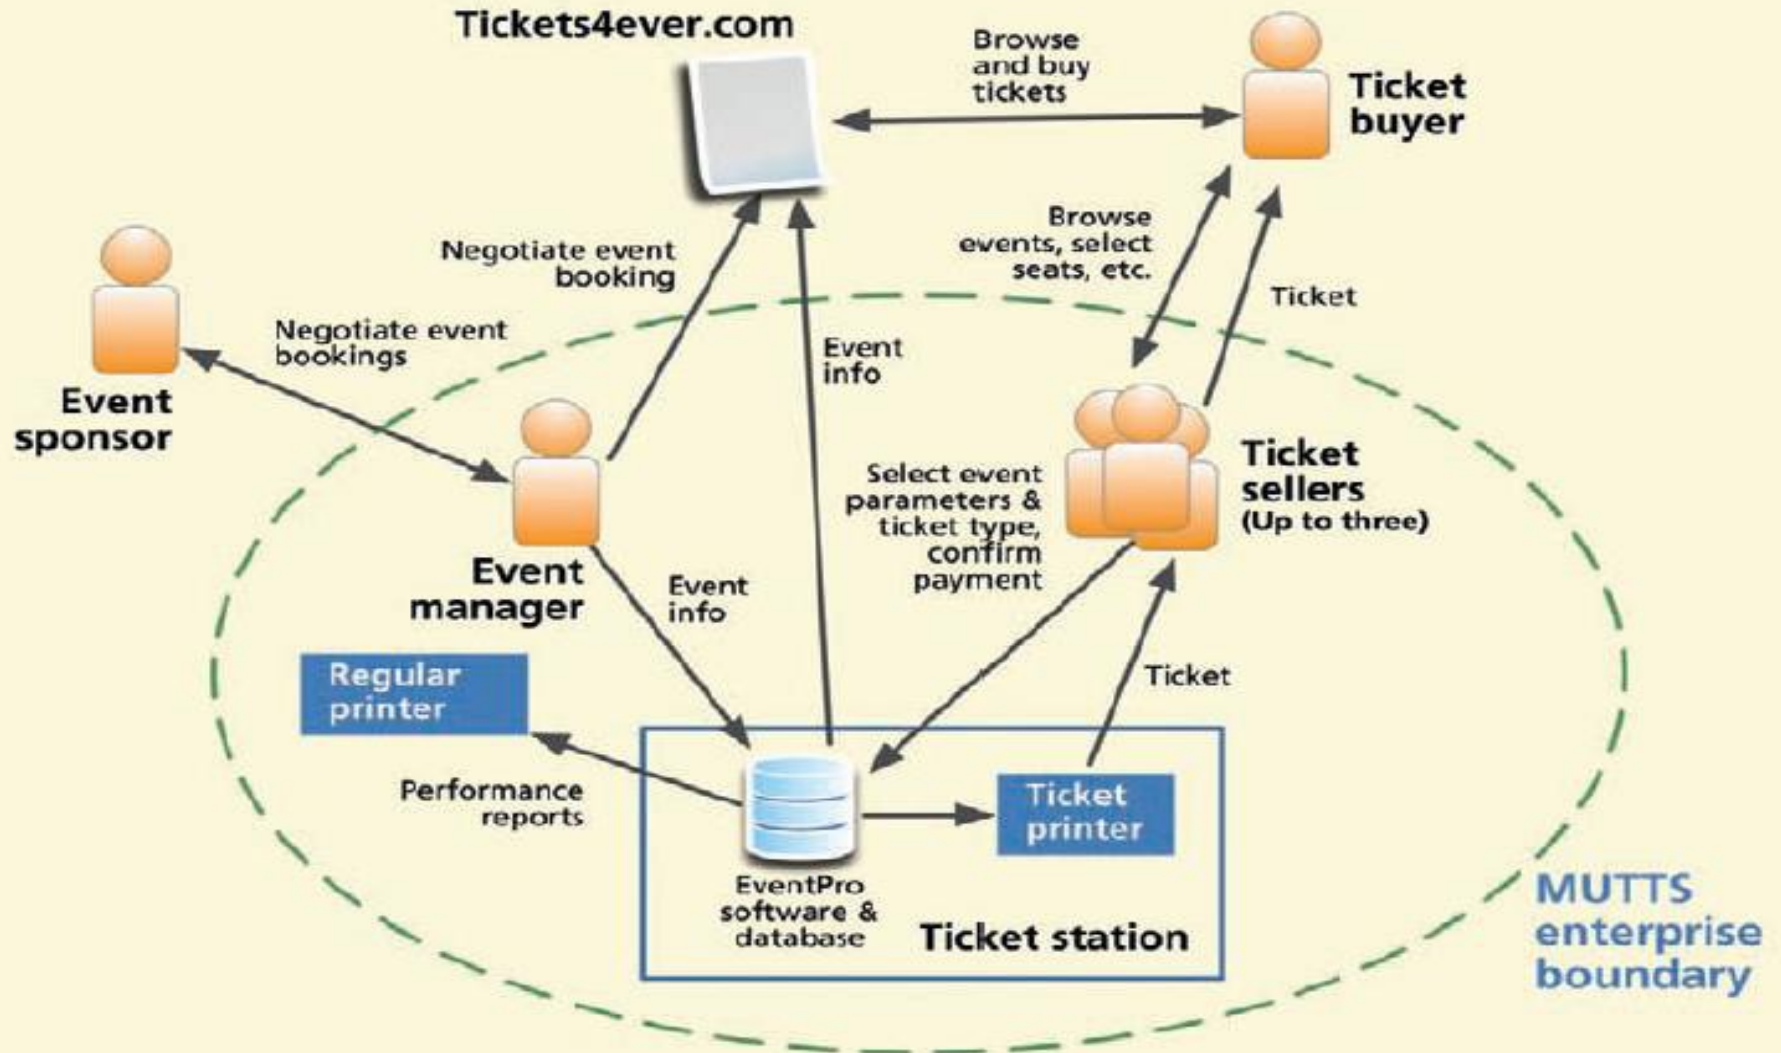 Tickets4ever.com
Browse
and buy
tickets
Ticket
buyer
Negotiate event
booking
Browse
events, select
seats, etc.
Ticket
Negotiate event
bookings
Event
info
Event
sponsor
Select event
parameters &
ticket type,
confirm
payment
Ticket
sellers
(Up to three)
Event
manager
Event
info
Regular
printer
Ticket
Performance
reports
Ticket
printer
EventPro
software &
database
Ticket station
MUTTS
enterprise
boundary